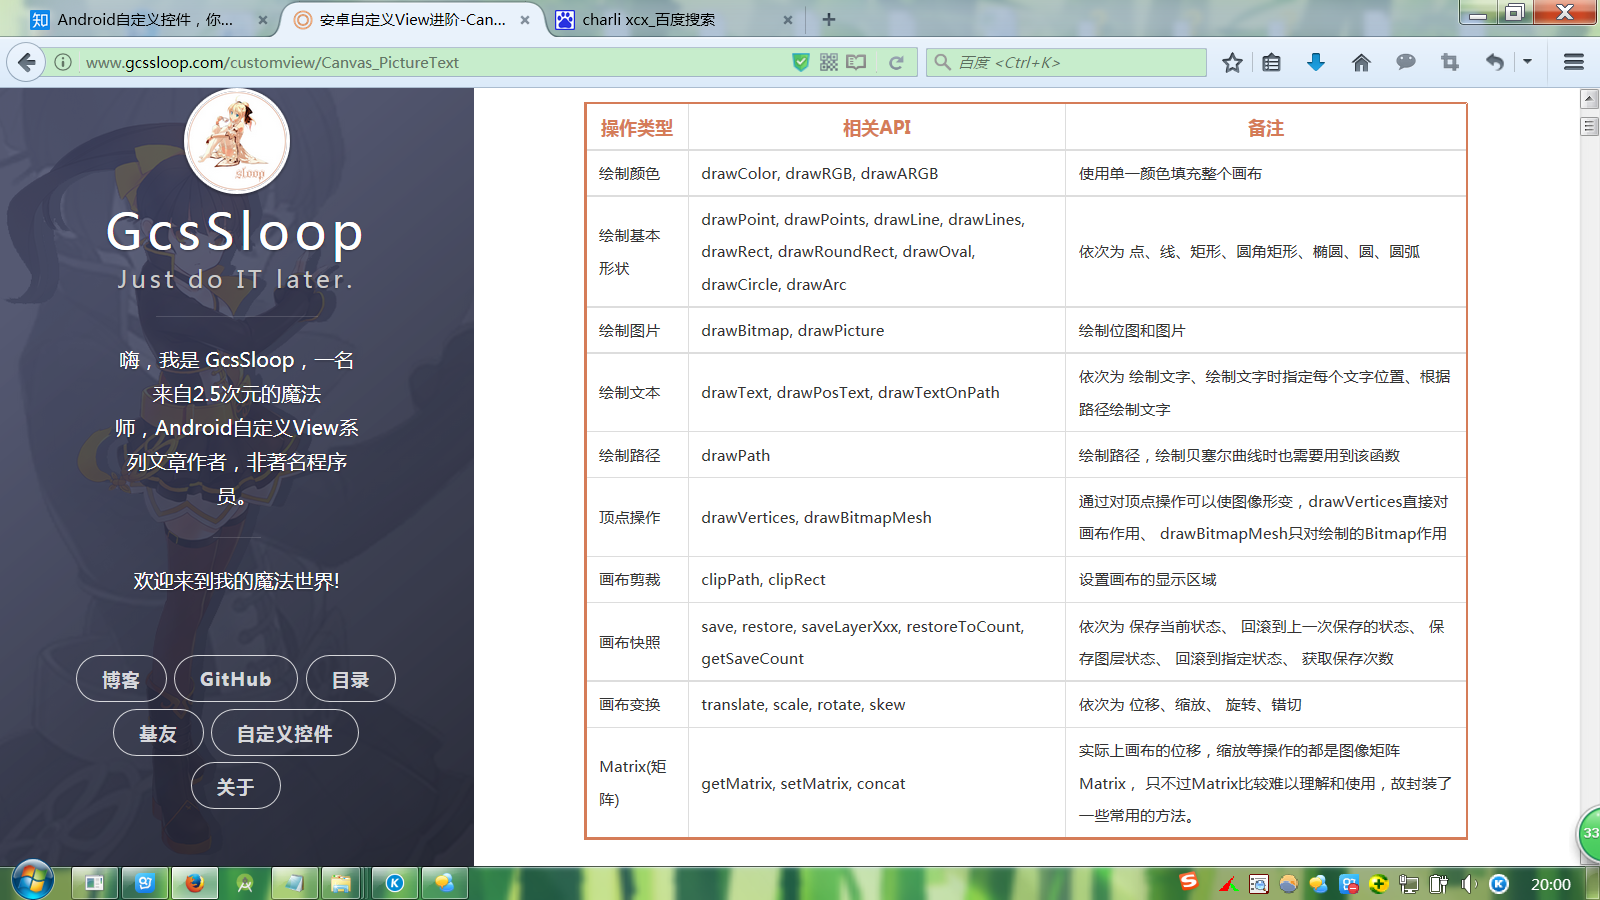 Android自定义控件，你...
安卓自定义View进阶-Can...
charli xcx_百度搜索
www.gcssloop.com/customview/Canvas_PictureText
百度 <Ctrl+K>
sloop
GcsSloop
Just do IT later.
嗨，我是 GcsSloop，一名
来自2.5次元的魔法
师，Android自定义View系
列文章作者，非著名程序
员。
欢迎来到我的魔法世界!
博客 GitHub 目录
基友 自定义控件
关于
操作类型 相关API 备注
绘制颜色 drawColor, drawRGB, drawARGB 使用单一颜色填充整个画布
绘制基本
形状
drawPoint, drawPoints, drawLine, drawLines,
drawRect, drawRoundRect, drawOval,
drawCircle, drawArc
依次为 点、线、矩形、圆角矩形、椭圆、圆、圆弧
绘制图片 drawBitmap, drawPicture 绘制位图和图片
绘制文本 drawText, drawPosText, drawTextOnPath
依次为 绘制文字、绘制文字时指定每个文字位置、根据
路径绘制文字
绘制路径 drawPath 绘制路径，绘制贝塞尔曲线时也需要用到该函数
顶点操作 drawVertices, drawBitmapMesh
通过对顶点操作可以使图像形变，drawVertices直接对
画布作用、 drawBitmapMesh只对绘制的Bitmap作用
画布剪裁 clipPath, clipRect 设置画布的显示区域
画布快照
save, restore, saveLayerXxx, restoreToCount,
getSaveCount
依次为 保存当前状态、 回滚到上一次保存的状态、 保
存图层状态、 回滚到指定状态、 获取保存次数
画布变换 translate, scale, rotate, skew 依次为 位移、缩放、 旋转、错切
Matrix(矩
阵)
getMatrix, setMatrix, concat
实际上画布的位移，缩放等操作的都是图像矩阵
Matrix， 只不过Matrix比较难以理解和使用，故封装了
一些常用的方法。
33
20:00